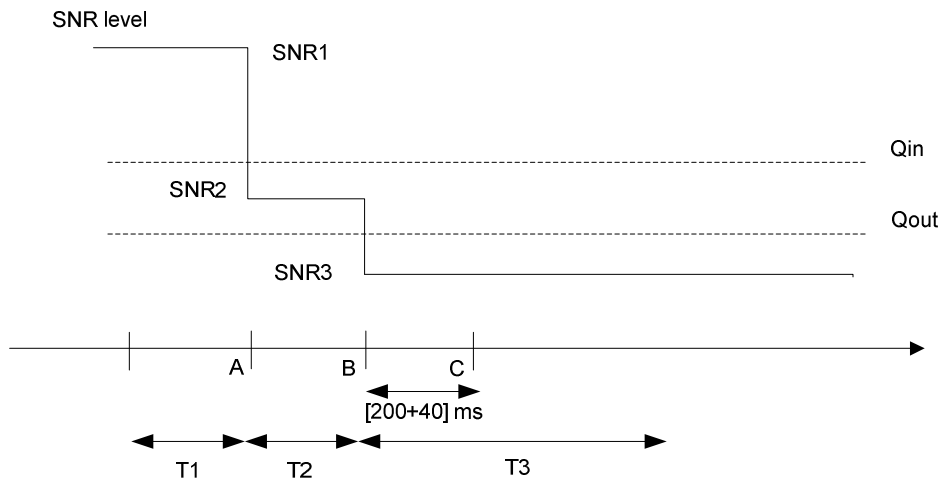 SNR level
SNR1
Qin
SNR2
Qout
SNR3
A
B
C
[200+40] ms
T1
T2
T3